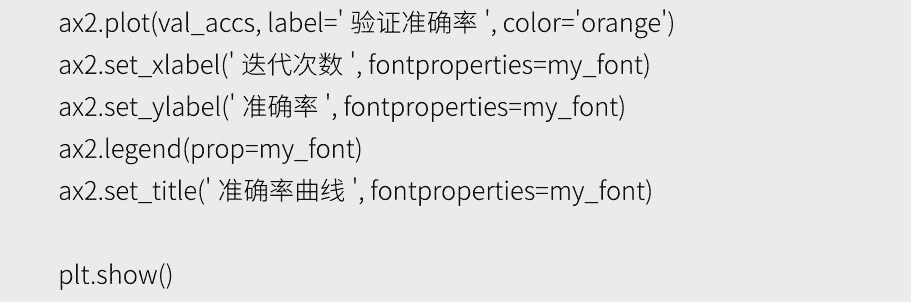 ax2.plot(val_accs, label=' 验证准确率 ', color='orange')
ax2.set_xlabel(' 迭代次数 ', fontproperties=my_font)
ax2.set_ylabel(' 准确率 ', fontproperties=my_font)
ax2.legend(prop=my_font)
ax2.set_title(' 准确率曲线 ', fontproperties=my_font)
plt.show()